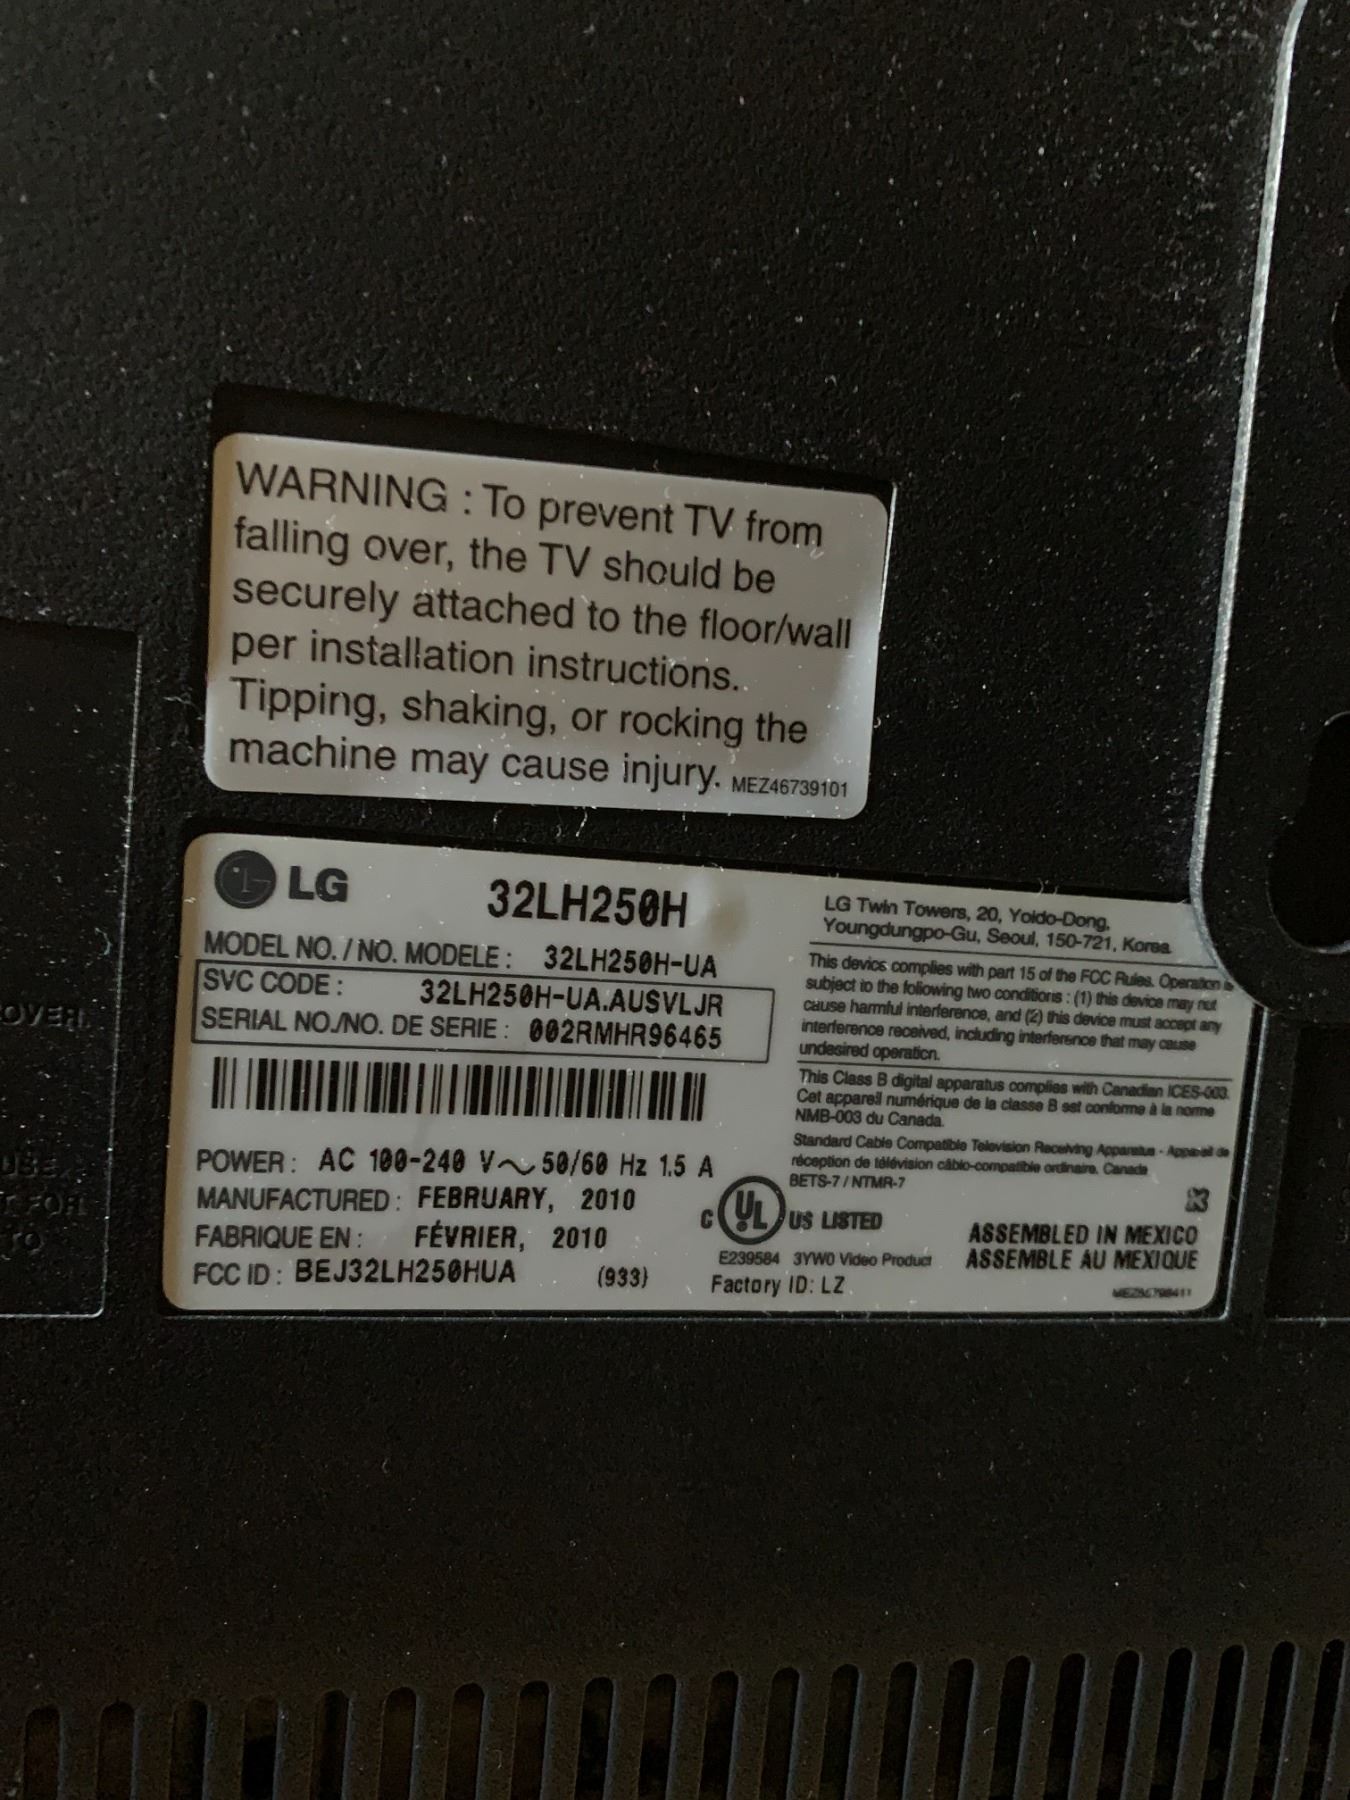 WARNING : To prevent TV from
falling over, the TV should be
securely attached to the floor/wall
per installation instructions.
Tipping, shaking, or rocking the
machine may cause injury. MEZ46739101
LG
32LH250H
MODEL NO. / NO. MODELE : 32LH250H-UA
SVC CODE : 32LH250H-UA.AUSVLJR
SERIAL NO./NO. DE SERIE : 002RMHR96465
POWER : AC 100-240 V~ 50/60 Hz 1.5 A
MANUFACTURED : FEBRUARY, 2010
FABRIQUE EN : FÉVRIER, 2010
FCC ID : BEJ32LH250HUA (933)
LG Twin Towers, 20, Yoido-Dong,
Youngdungpo-Gu, Seoul, 150-721, Korea
This device complies with part 15 of the FCC Rules. Operation is
subject to the following two conditions : (1) this device may not
cause harmful interference, and (2) this device must accept any
interference received, including interference that may cause
undesired operation.
This Class B digital apparatus complies with Canadian ICES-003.
Cet appareil numérique de la classe B est conforme à la norme
NMB-003 du Canada.
Standard Cable Compatible Television Receiving Apparatus - Appareil de
réception de télévision câblo-compatible ordinaire, Canada
BETS-7 / NTMR-7
C UL US LISTED
E239584 3YW0 Video Product
Factory ID: LZ
ASSEMBLED IN MEXICO
ASSEMBLE AU MEXIQUE
OVER
USE
FOR
TO